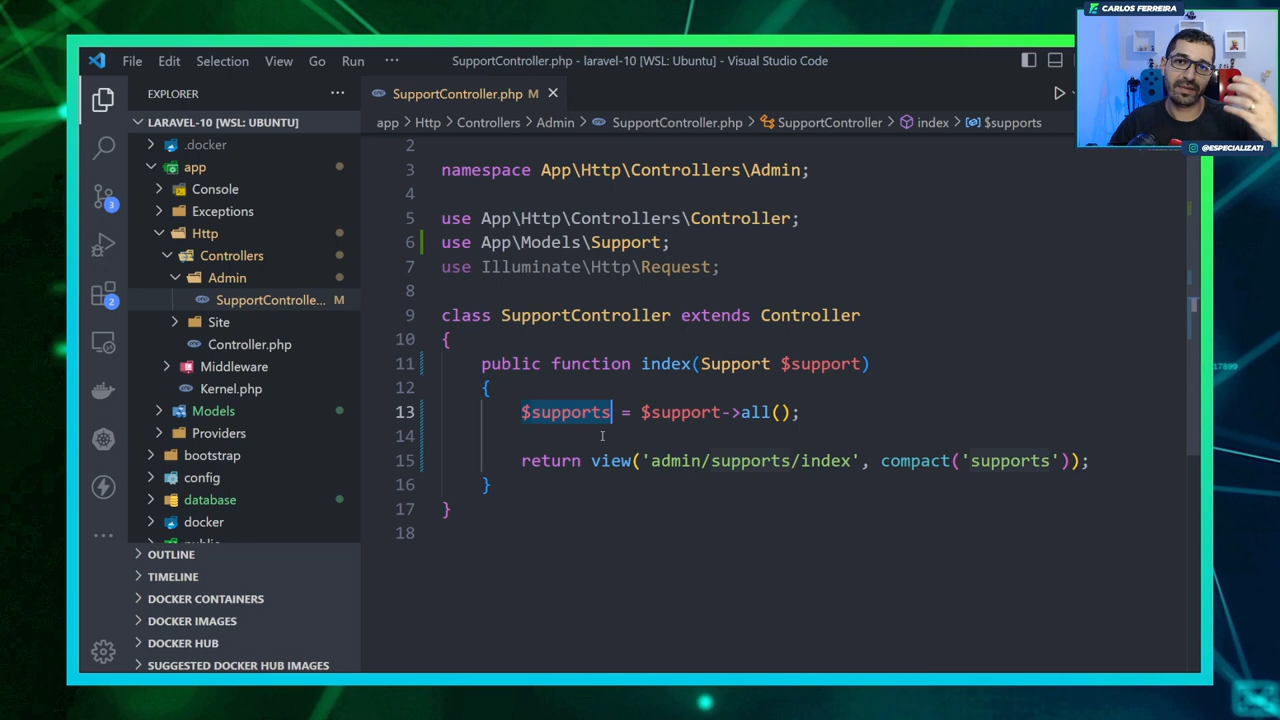 CARLOS FERREIRA
@ESPECIALIZATI
File Edit Selection View Go Run ··· SupportController.php - laravel-10 [WSL: Ubuntu] - Visual Studio Code
EXPLORER ···
LARAVEL-10 [WSL: UBUNTU]
.docker
app
Console
Exceptions
Http
Controllers
Admin
SupportControlle... M
Site
Controller.php
Middleware
Kernel.php
Models
Providers
bootstrap
config
database
docker
OUTLINE
TIMELINE
DOCKER CONTAINERS
DOCKER IMAGES
DOCKER HUB
SUGGESTED DOCKER HUB IMAGES
3
2
···
SupportController.php M
app > Http > Controllers > Admin > SupportController.php > SupportController > index > $supports
2
3 namespace App\Http\Controllers\Admin;
4
5 use App\Http\Controllers\Controller;
6 use App\Models\Support;
7 use Illuminate\Http\Request;
8
9 class SupportController extends Controller
10 {
11 public function index(Support $support)
12 {
13 $supports = $support->all();
14
15 return view('admin/supports/index', compact('supports'));
16 }
17 }
18